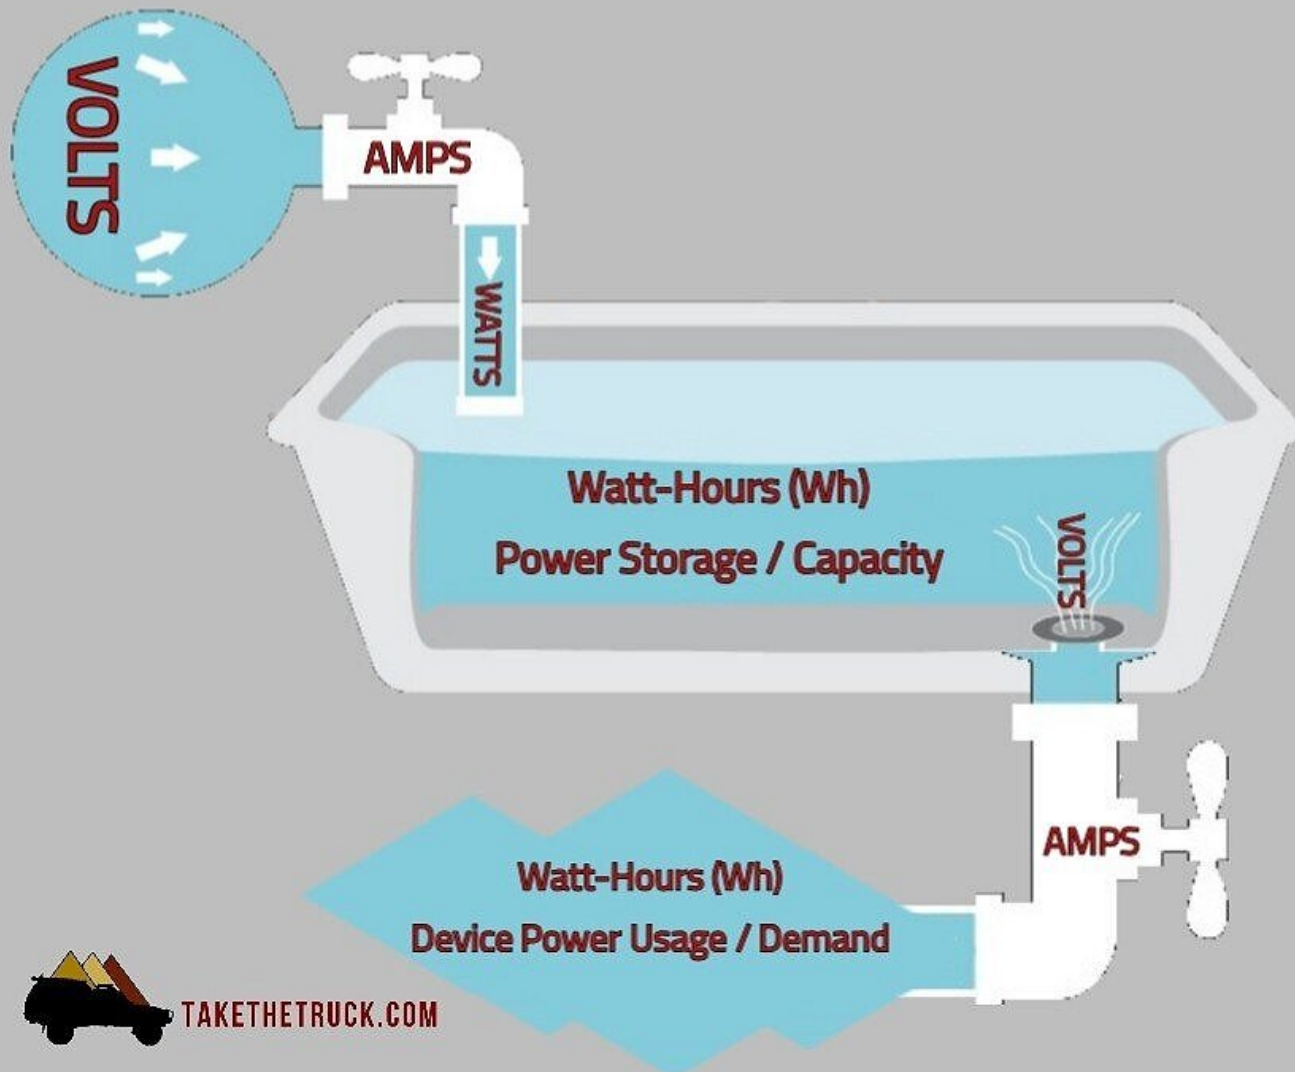 VOLTS
AMPS
WATTS
Watt-Hours (Wh)
Power Storage / Capacity
VOLTS
AMPS
Watt-Hours (Wh)
Device Power Usage / Demand
TAKETHETRUCK.COM